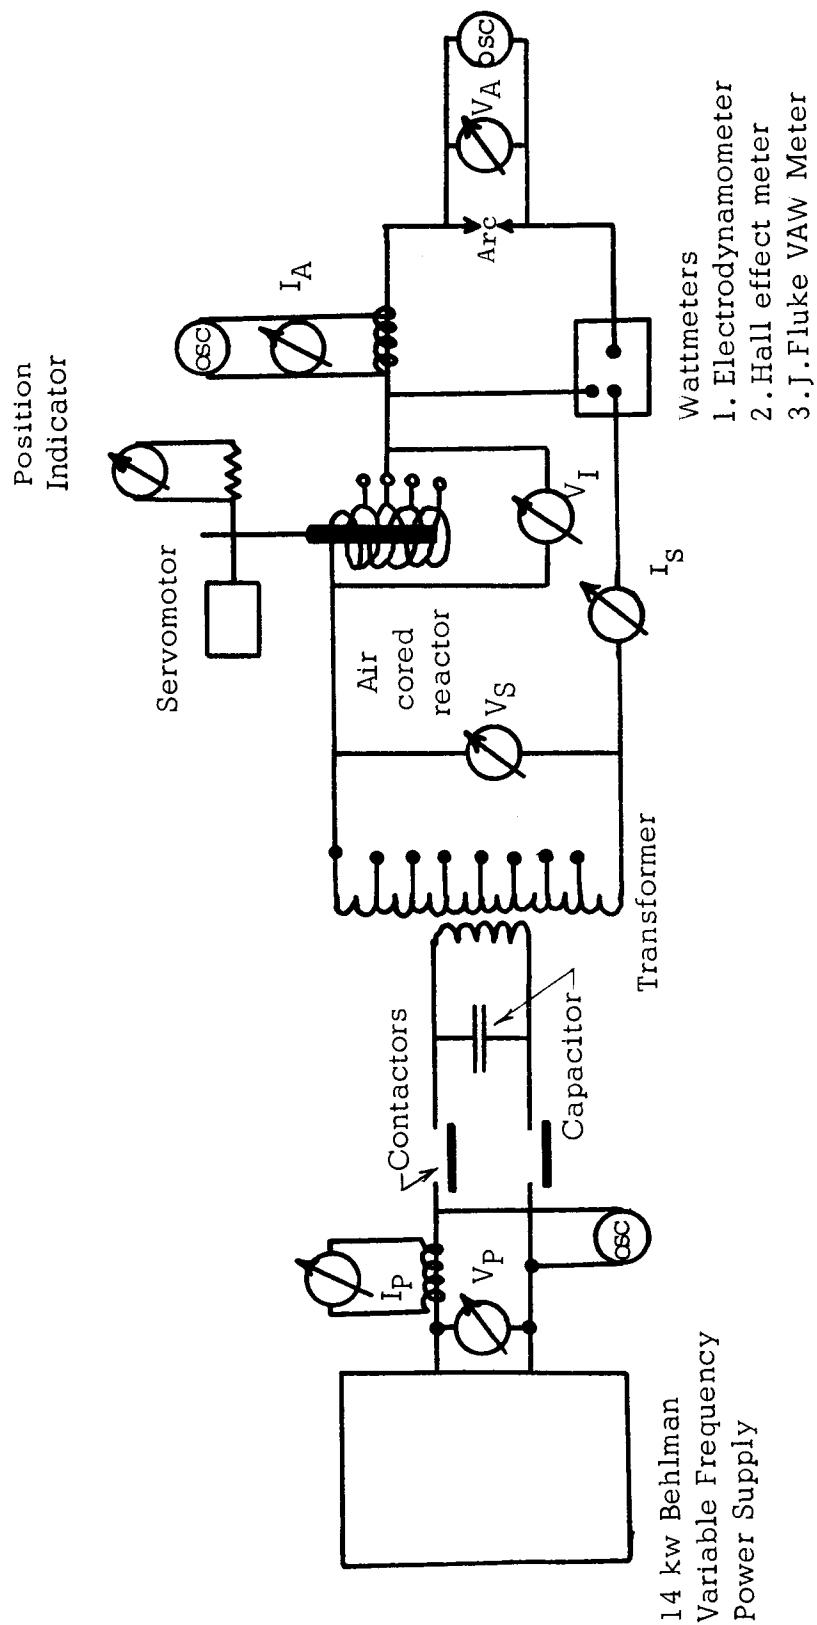 14 kw Behlman
Variable Frequency
Power Supply
I_P
V_P
osc
Contactors
Capacitor
Transformer
V_S
I_S
Air
cored
reactor
Servomotor
Position
Indicator
V_I
osc
I_A
Arc
V_A
osc
Wattmeters
1. Electrodynamometer
2. Hall effect meter
3. J. Fluke VAW Meter